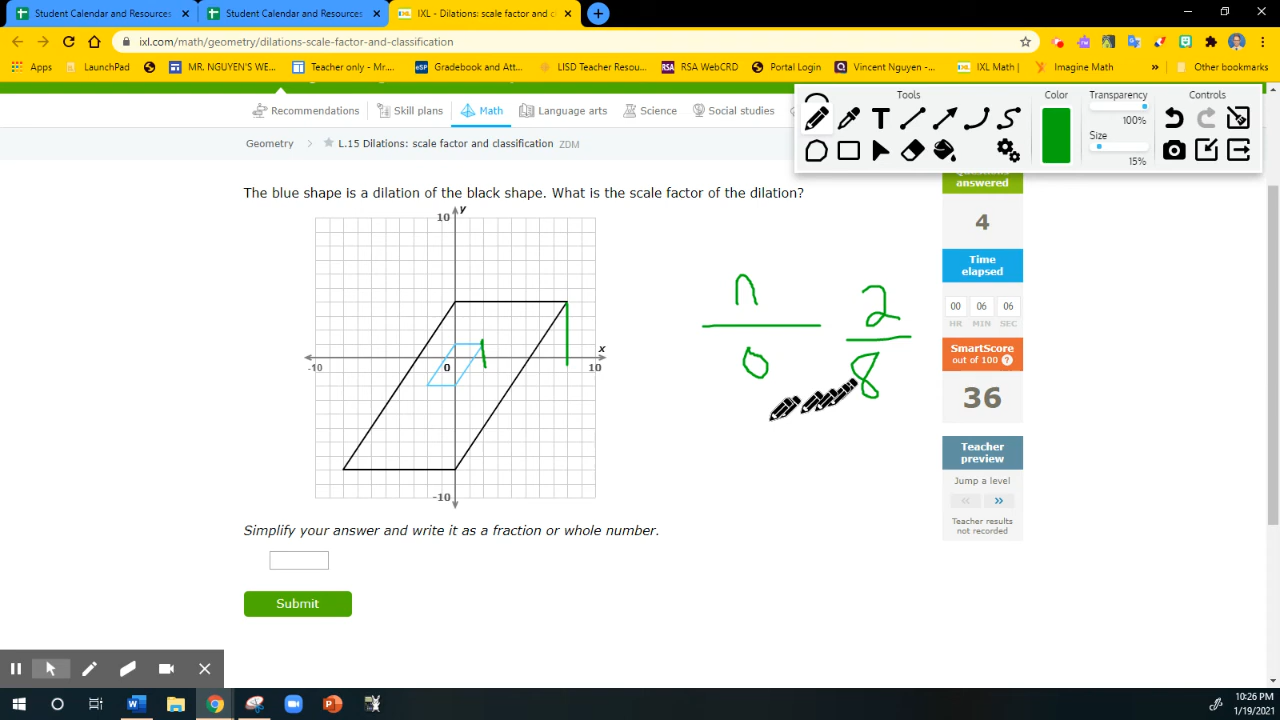 Student Calendar and Resources
Student Calendar and Resources
IXL - Dilations: scale factor and c
ixl.com/math/geometry/dilations-scale-factor-and-classification
Apps LaunchPad MR. NGUYEN'S WE... Teacher only - Mr.... Gradebook and Att... LISD Teacher Resou... RSA WebCRD Portal Login Vincent Nguyen -... IXL Math | Imagine Math » Other bookmarks
Tools Color Transparency Controls
100%
Size
15%
Recommendations Skill plans Math Language arts Science Social studies
Geometry > L.15 Dilations: scale factor and classification ZDM
The blue shape is a dilation of the black shape. What is the scale factor of the dilation?
10 y
x
-10 0 10
-10
n
o
2
8
Simplify your answer and write it as a fraction or whole number.
Submit
Questions
answered
4
Time
elapsed
00 06 06
HR MIN SEC
SmartScore
out of 100 ?
36
Teacher
preview
Jump a level
Teacher results
not recorded
10:26 PM
1/19/2021